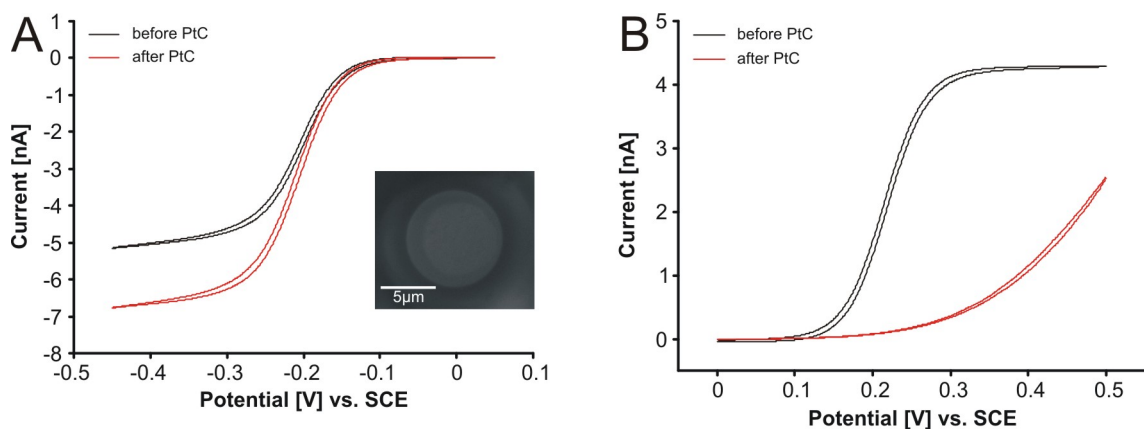 A
before PtC
after PtC
1
0
-1
-2
-3
-4
-5
-6
-7
-8
Current [nA]
-0.5
-0.4
-0.3
-0.2
-0.1
0
0.1
Potential [V] vs. SCE
5µm
B
before PtC
after PtC
5
4
3
2
1
0
Current [nA]
0
0.1
0.2
0.3
0.4
0.5
Potential [V] vs. SCE